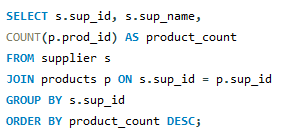 SELECT s.sup_id, s.sup_name,
COUNT(p.prod_id) AS product_count
FROM supplier s
JOIN products p ON s.sup_id = p.sup_id
GROUP BY s.sup_id
ORDER BY product_count DESC;